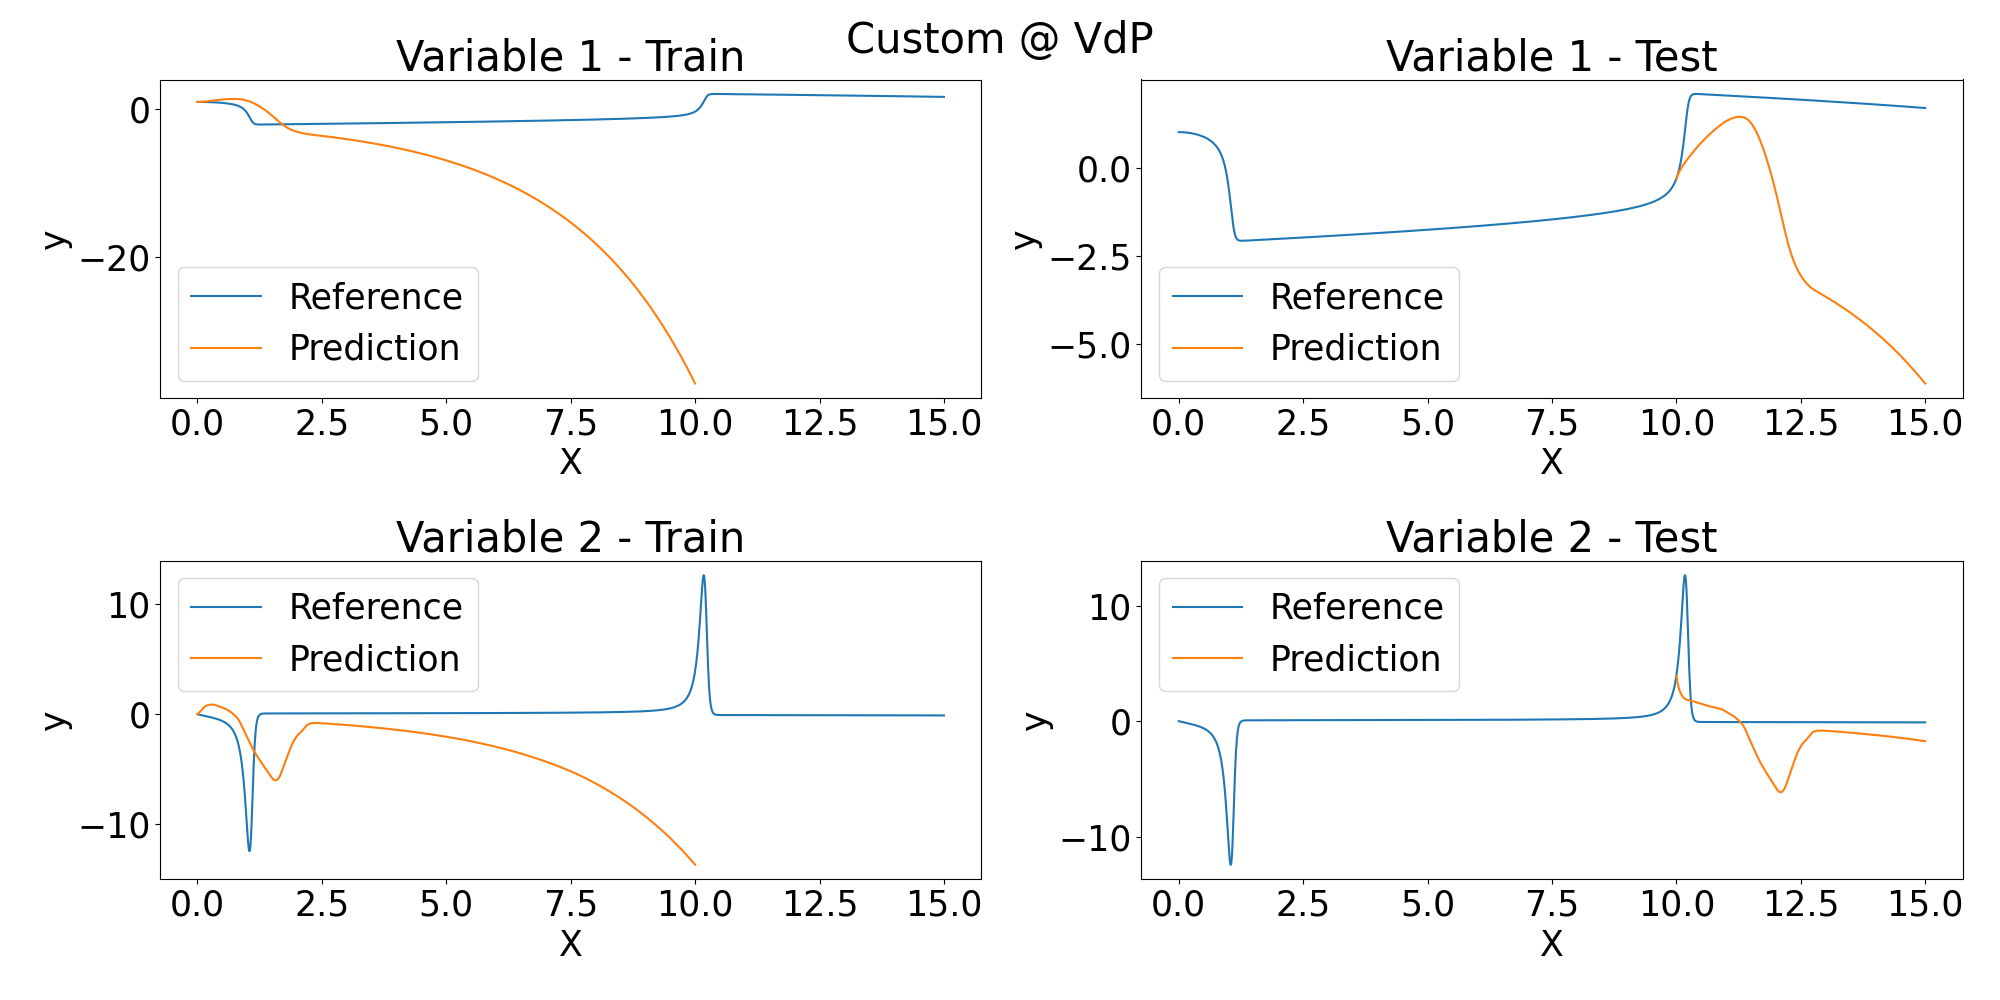 Custom @ VdP
Variable 1 - Train
0
−20
y
Reference
Prediction
0.0 2.5 5.0 7.5 10.0 12.5 15.0
X
Variable 1 - Test
0.0
−2.5
−5.0
y
Reference
Prediction
0.0 2.5 5.0 7.5 10.0 12.5 15.0
X
Variable 2 - Train
10
0
−10
y
Reference
Prediction
0.0 2.5 5.0 7.5 10.0 12.5 15.0
X
Variable 2 - Test
10
0
−10
y
Reference
Prediction
0.0 2.5 5.0 7.5 10.0 12.5 15.0
X